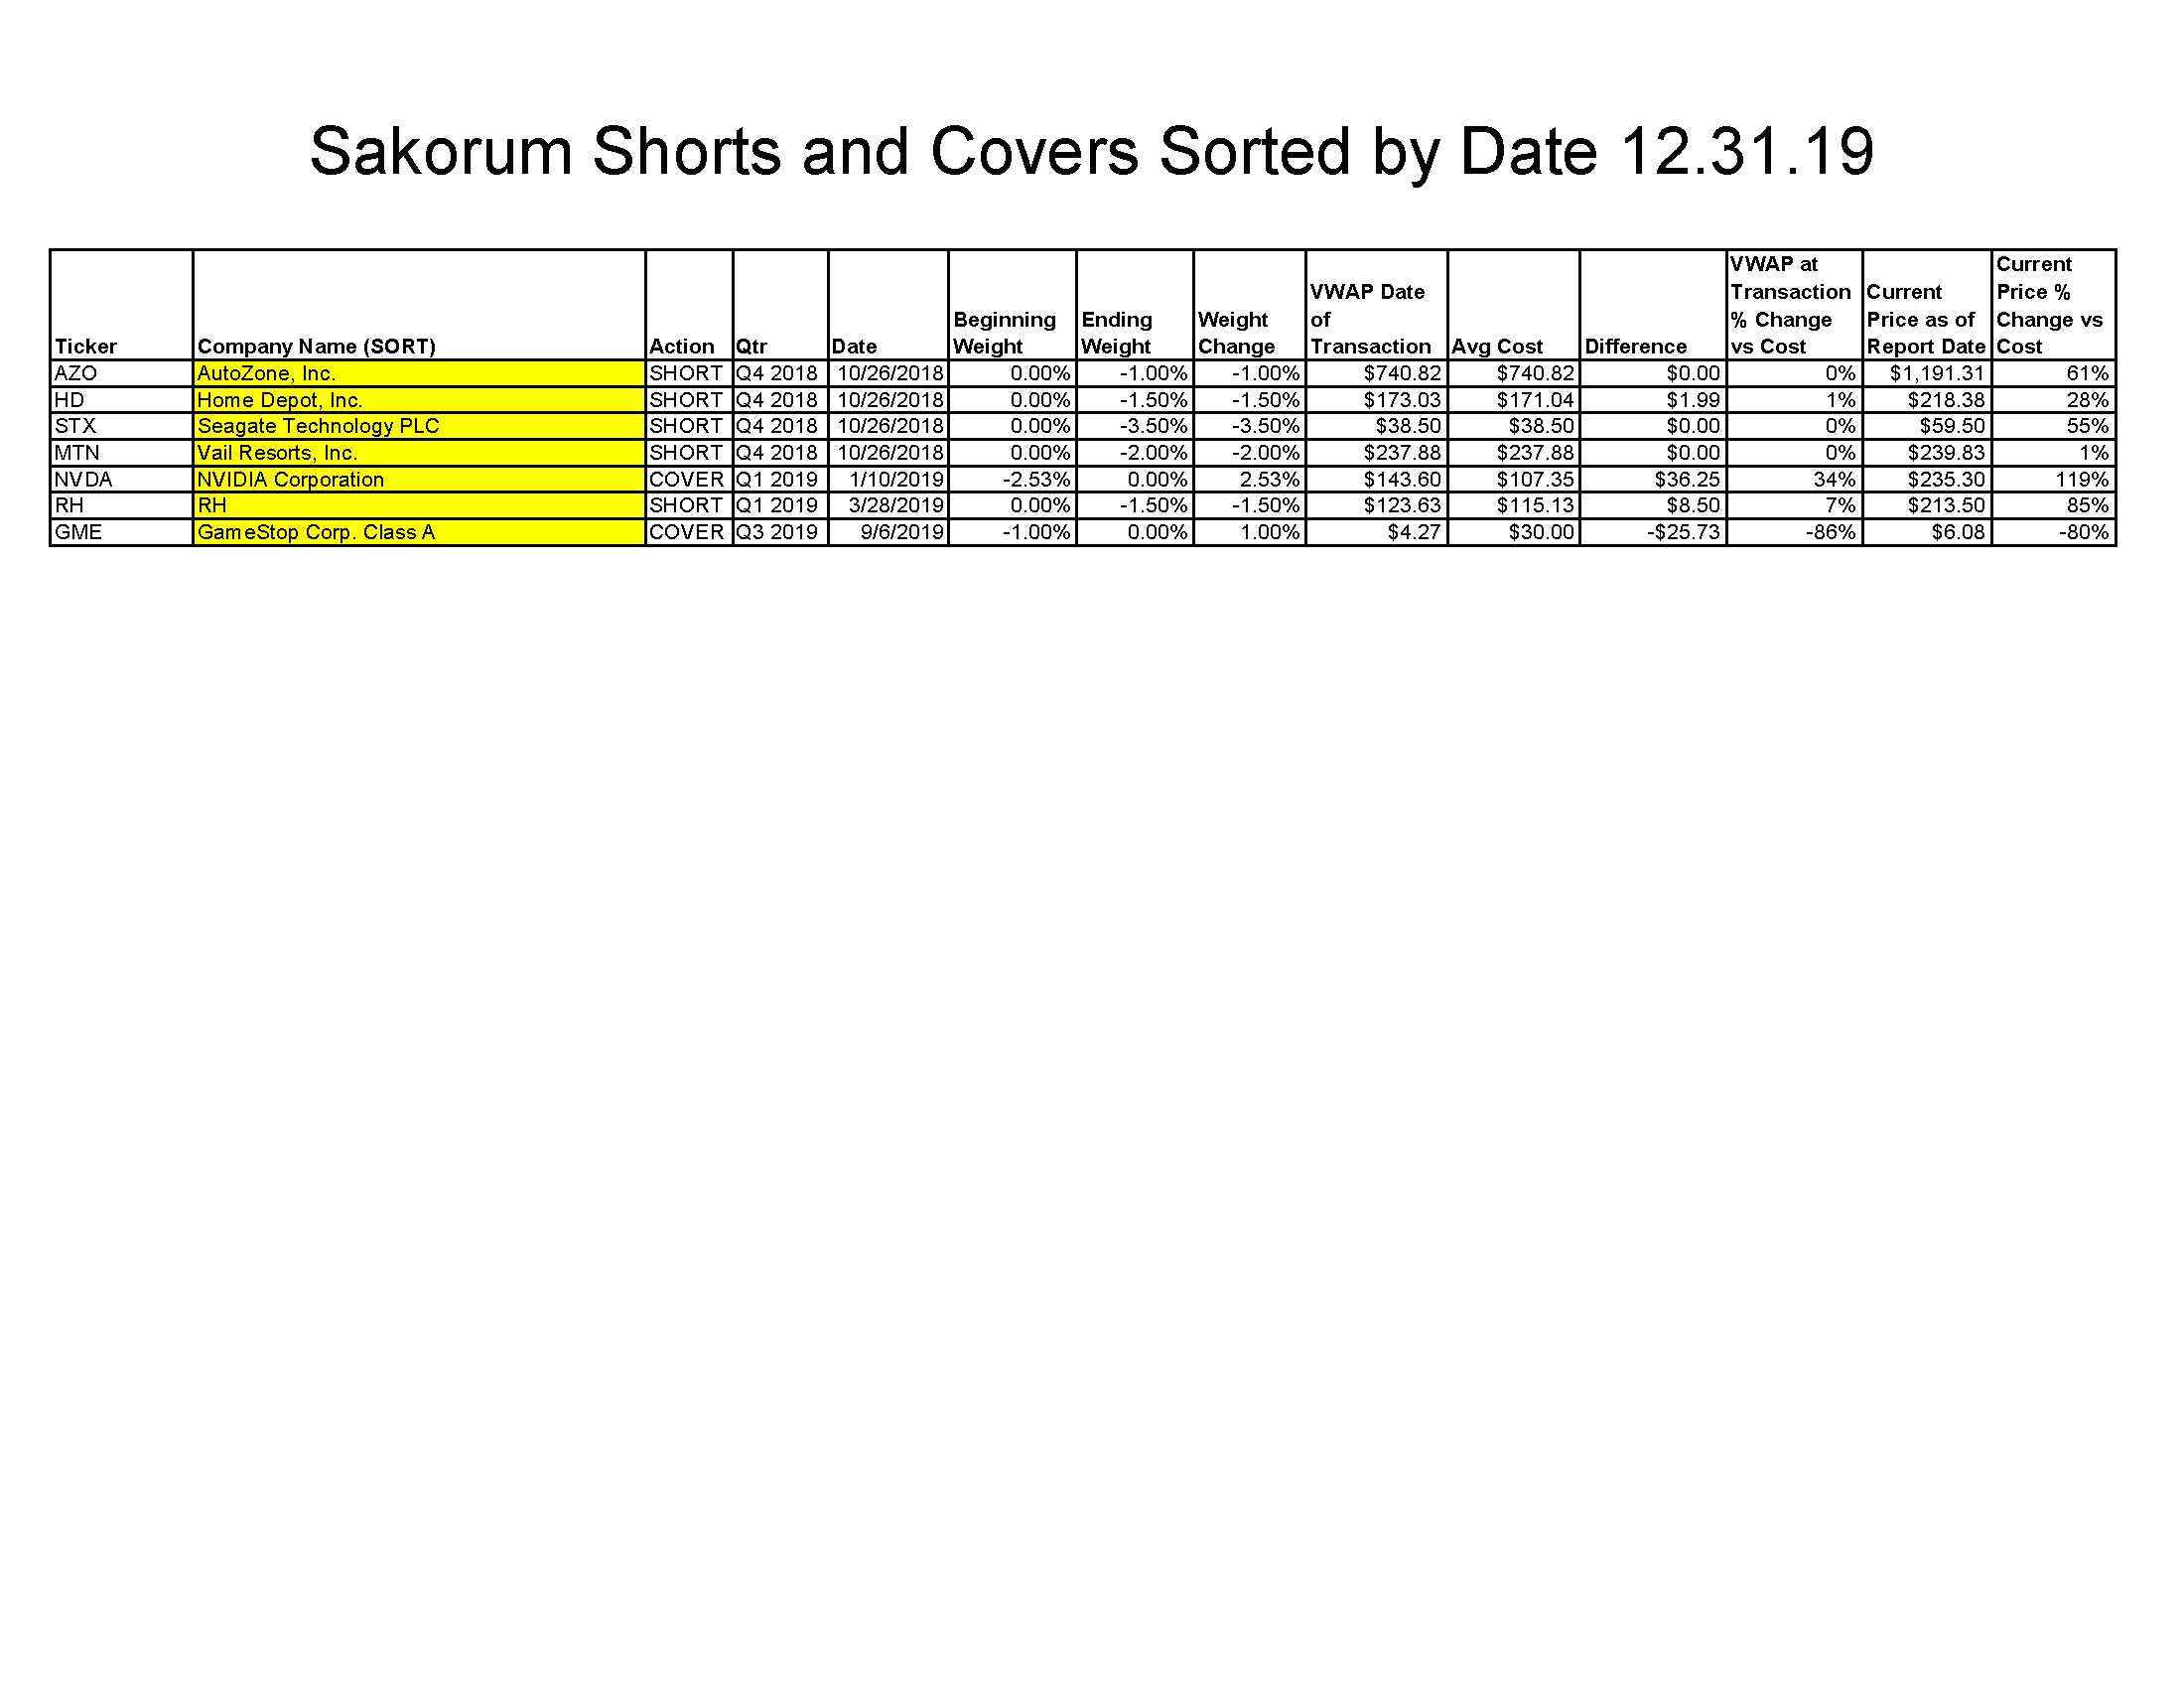 Sakorum Shorts and Covers Sorted by Date 12.31.19
Ticker Company Name (SORT) Action Qtr Date Beginning Weight Ending Weight Weight Change VWAP Date of Transaction Avg Cost Difference VWAP at Transaction % Change vs Cost Current Price as of Report Date Current Price % Change vs Cost
AZO AutoZone, Inc. SHORT Q4 2018 10/26/2018 0.00% -1.00% -1.00% $740.82 $740.82 $0.00 0% $1,191.31 61%
HD Home Depot, Inc. SHORT Q4 2018 10/26/2018 0.00% -1.50% -1.50% $173.03 $171.04 $1.99 1% $218.38 28%
STX Seagate Technology PLC SHORT Q4 2018 10/26/2018 0.00% -3.50% -3.50% $38.50 $38.50 $0.00 0% $59.50 55%
MTN Vail Resorts, Inc. SHORT Q4 2018 10/26/2018 0.00% -2.00% -2.00% $237.88 $237.88 $0.00 0% $239.83 1%
NVDA NVIDIA Corporation COVER Q1 2019 1/10/2019 -2.53% 0.00% 2.53% $143.60 $107.35 $36.25 34% $235.30 119%
RH RH SHORT Q1 2019 3/28/2019 0.00% -1.50% -1.50% $123.63 $115.13 $8.50 7% $213.50 85%
GME GameStop Corp. Class A COVER Q3 2019 9/6/2019 -1.00% 0.00% 1.00% $4.27 $30.00 -$25.73 -86% $6.08 -80%